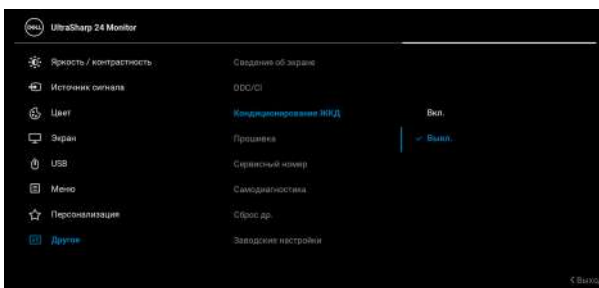 DELL UltraSharp 24 Monitor
Яркость / контрастность
Сведения об экране
Источник сигнала
DDC/CI
Цвет
Кондиционирование ЖКД
Вкл.
Экран
Прошивка
Выкл.
USB
Сервисный номер
Меню
Самодиагностика
Персонализация
Сброс др.
Другое
Заводские настройки
Выход